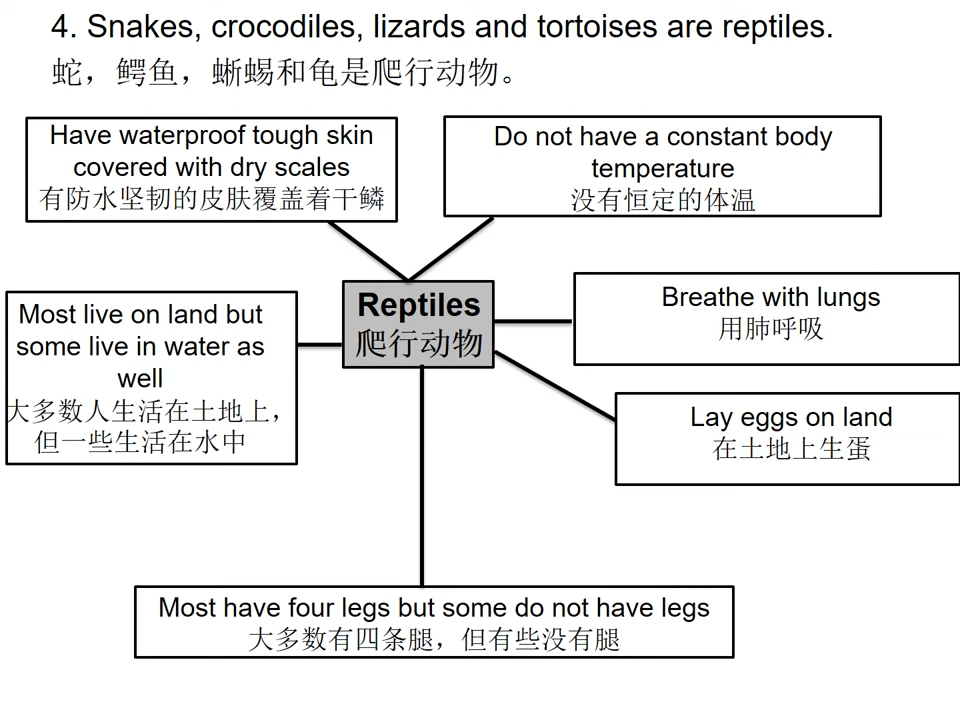 4. Snakes, crocodiles, lizards and tortoises are reptiles.
蛇，鳄鱼，蜥蜴和龟是爬行动物。
Have waterproof tough skin
covered with dry scales
有防水坚韧的皮肤覆盖着干鳞
Do not have a constant body
temperature
没有恒定的体温
Reptiles
爬行动物
Breathe with lungs
用肺呼吸
Most live on land but
some live in water as
well
大多数人生活在土地上，
但一些生活在水中
Lay eggs on land
在土地上生蛋
Most have four legs but some do not have legs
大多数有四条腿，但有些没有腿